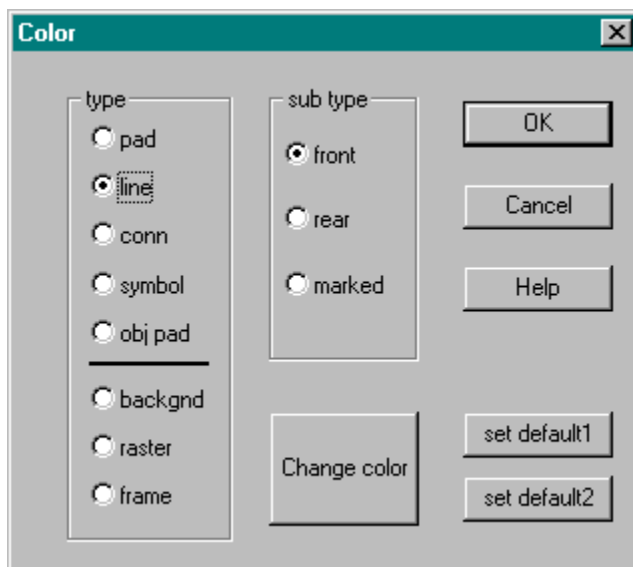 Color
type
pad
line
conn
symbol
obj pad
backgnd
raster
frame
sub type
front
rear
marked
Change color
OK
Cancel
Help
set default1
set default2